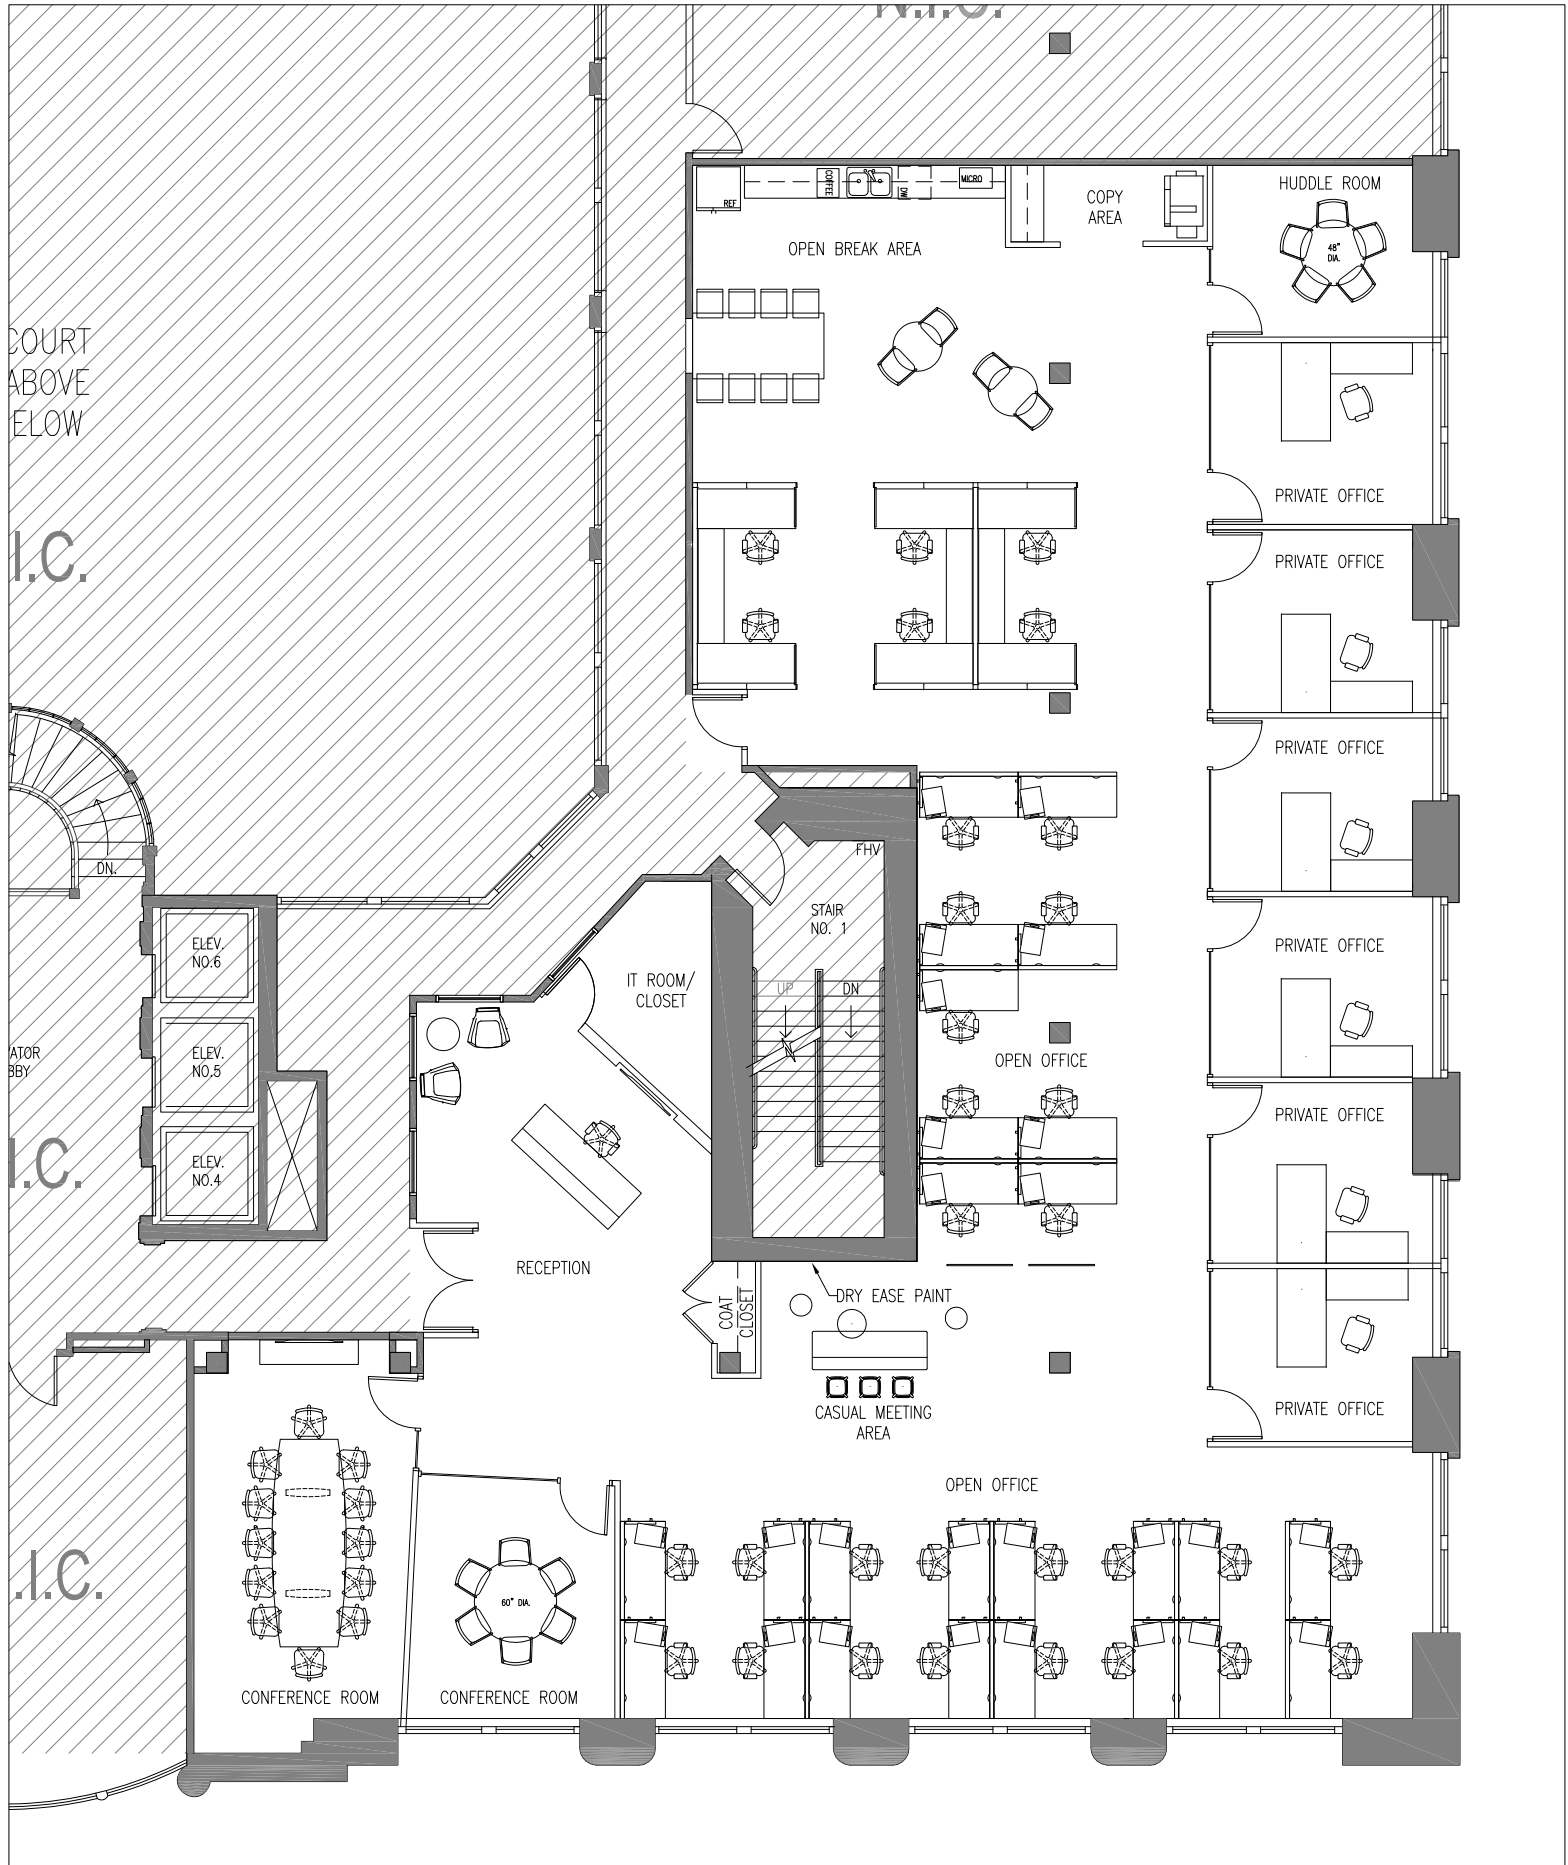 N.I.C.
COFFEE
DW
MICRO
REF
COPY
AREA
HUDDLE ROOM
48"
DIA.
OPEN BREAK AREA
COURT
ABOVE
ELOW
PRIVATE OFFICE
I.C.
PRIVATE OFFICE
PRIVATE OFFICE
DN.
FHV
STAIR
NO. 1
ELEV.
NO.6
PRIVATE OFFICE
IT ROOM/
CLOSET
UP
DN
ATOR
BBY
ELEV.
NO.5
OPEN OFFICE
PRIVATE OFFICE
I.C.
ELEV.
NO.4
RECEPTION
DRY EASE PAINT
COAT
CLOSET
CASUAL MEETING
AREA
PRIVATE OFFICE
OPEN OFFICE
.I.C.
60" DIA.
CONFERENCE ROOM
CONFERENCE ROOM